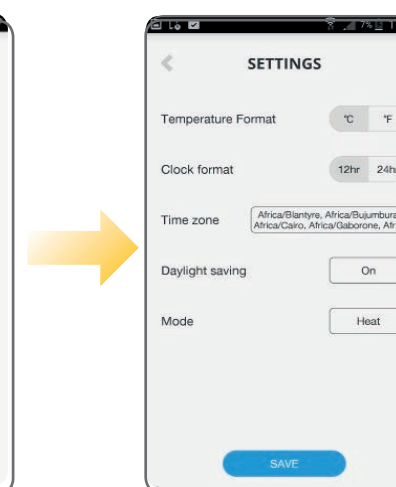 7%
SETTINGS
Temperature Format
°C °F
Clock format
12hr 24hr
Time zone
Africa/Blantyre, Africa/Bujumbura
Africa/Cairo, Africa/Gaborone, Afr
Daylight saving
On
Mode
Heat
SAVE